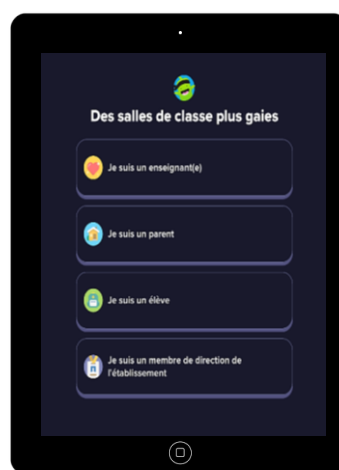 Des salles de classe plus gaies
Je suis un enseignant(e)
Je suis un parent
Je suis un élève
Je suis un membre de direction de
l'établissement